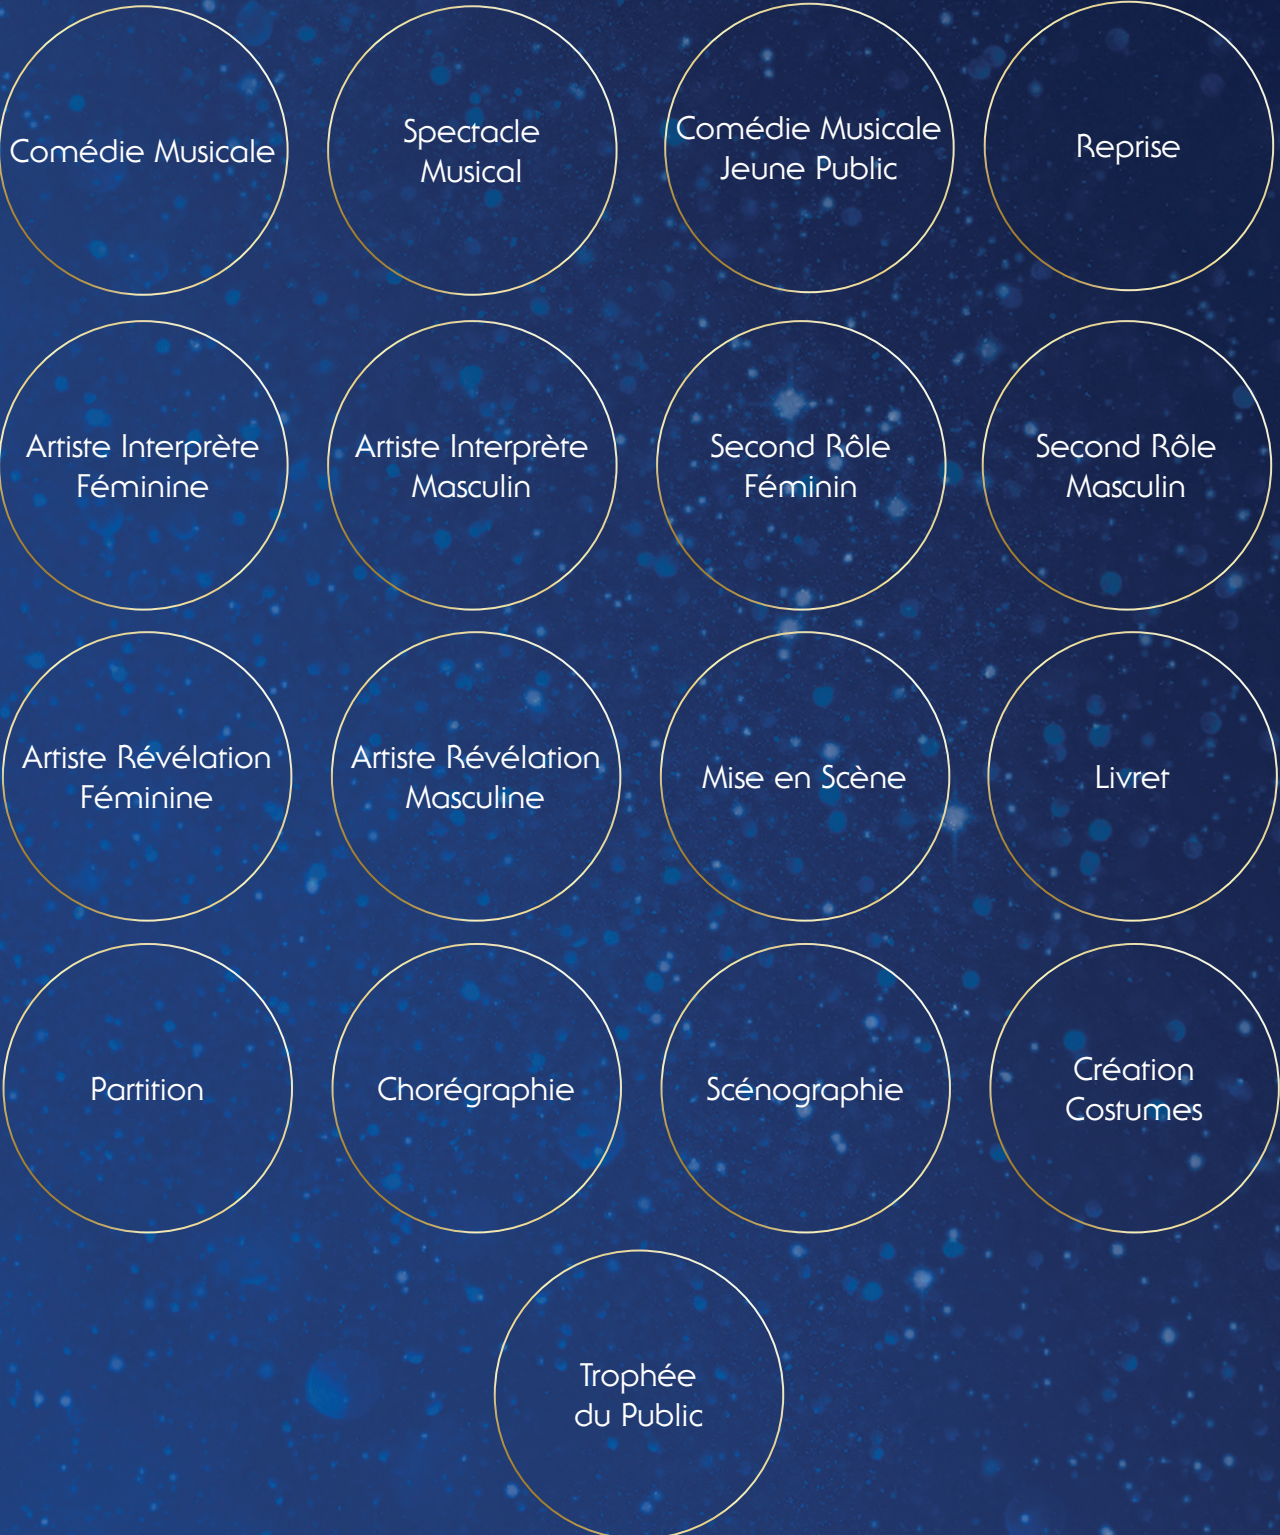 Comédie Musicale
Spectacle
Musical
Comédie Musicale
Jeune Public
Reprise
Artiste Interprète
Féminine
Artiste Interprète
Masculin
Second Rôle
Féminin
Second Rôle
Masculin
Artiste Révélation
Féminine
Artiste Révélation
Masculine
Mise en Scène
Livret
Partition
Chorégraphie
Scénographie
Création
Costumes
Trophée
du Public